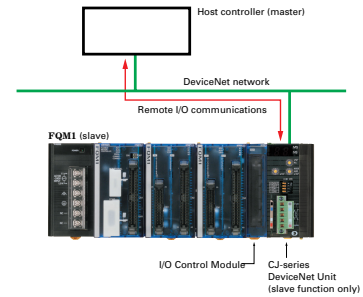 Host controller (master)
DeviceNet network
Remote I/O communications
FQM1 (slave)
I/O Control Module
CJ-series
DeviceNet Unit
(slave function only)